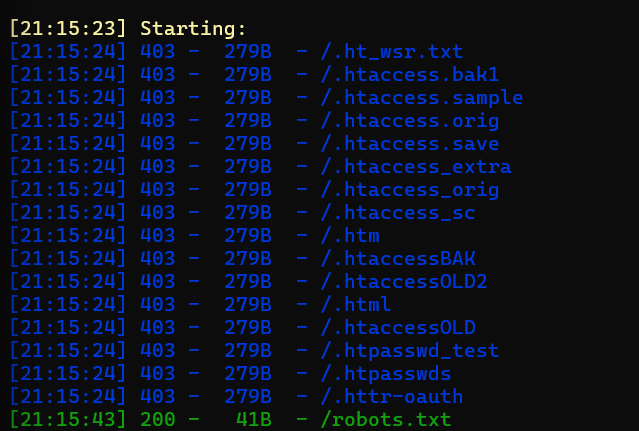 [21:15:23] Starting:
[21:15:24] 403 -  279B  - /.ht_wsr.txt
[21:15:24] 403 -  279B  - /.htaccess.bak1
[21:15:24] 403 -  279B  - /.htaccess.sample
[21:15:24] 403 -  279B  - /.htaccess.orig
[21:15:24] 403 -  279B  - /.htaccess.save
[21:15:24] 403 -  279B  - /.htaccess_extra
[21:15:24] 403 -  279B  - /.htaccess_orig
[21:15:24] 403 -  279B  - /.htaccess_sc
[21:15:24] 403 -  279B  - /.htm
[21:15:24] 403 -  279B  - /.htaccessBAK
[21:15:24] 403 -  279B  - /.htaccessOLD2
[21:15:24] 403 -  279B  - /.html
[21:15:24] 403 -  279B  - /.htaccessOLD
[21:15:24] 403 -  279B  - /.htpasswd_test
[21:15:24] 403 -  279B  - /.htpasswds
[21:15:24] 403 -  279B  - /.httr-oauth
[21:15:43] 200 -   41B  - /robots.txt